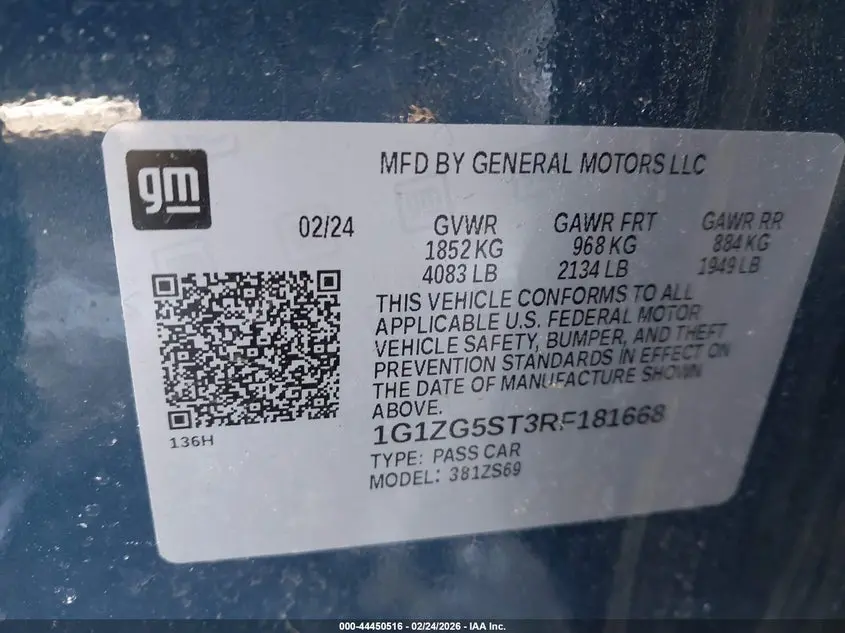 gm
MFD BY GENERAL MOTORS LLC
02/24
GVWR GAWR FRT GAWR RR
1852 KG 968 KG 884 KG
4083 LB 2134 LB 1949 LB
THIS VEHICLE CONFORMS TO ALL
APPLICABLE U.S. FEDERAL MOTOR
VEHICLE SAFETY, BUMPER, AND THEFT
PREVENTION STANDARDS IN EFFECT ON
THE DATE OF MANUFACTURE SHOWN
ABOVE.
136H
1G1ZG5ST3RF181668
TYPE: PASS CAR
MODEL: 381ZS69
000-44450516 - 02/24/2026 - IAA Inc.